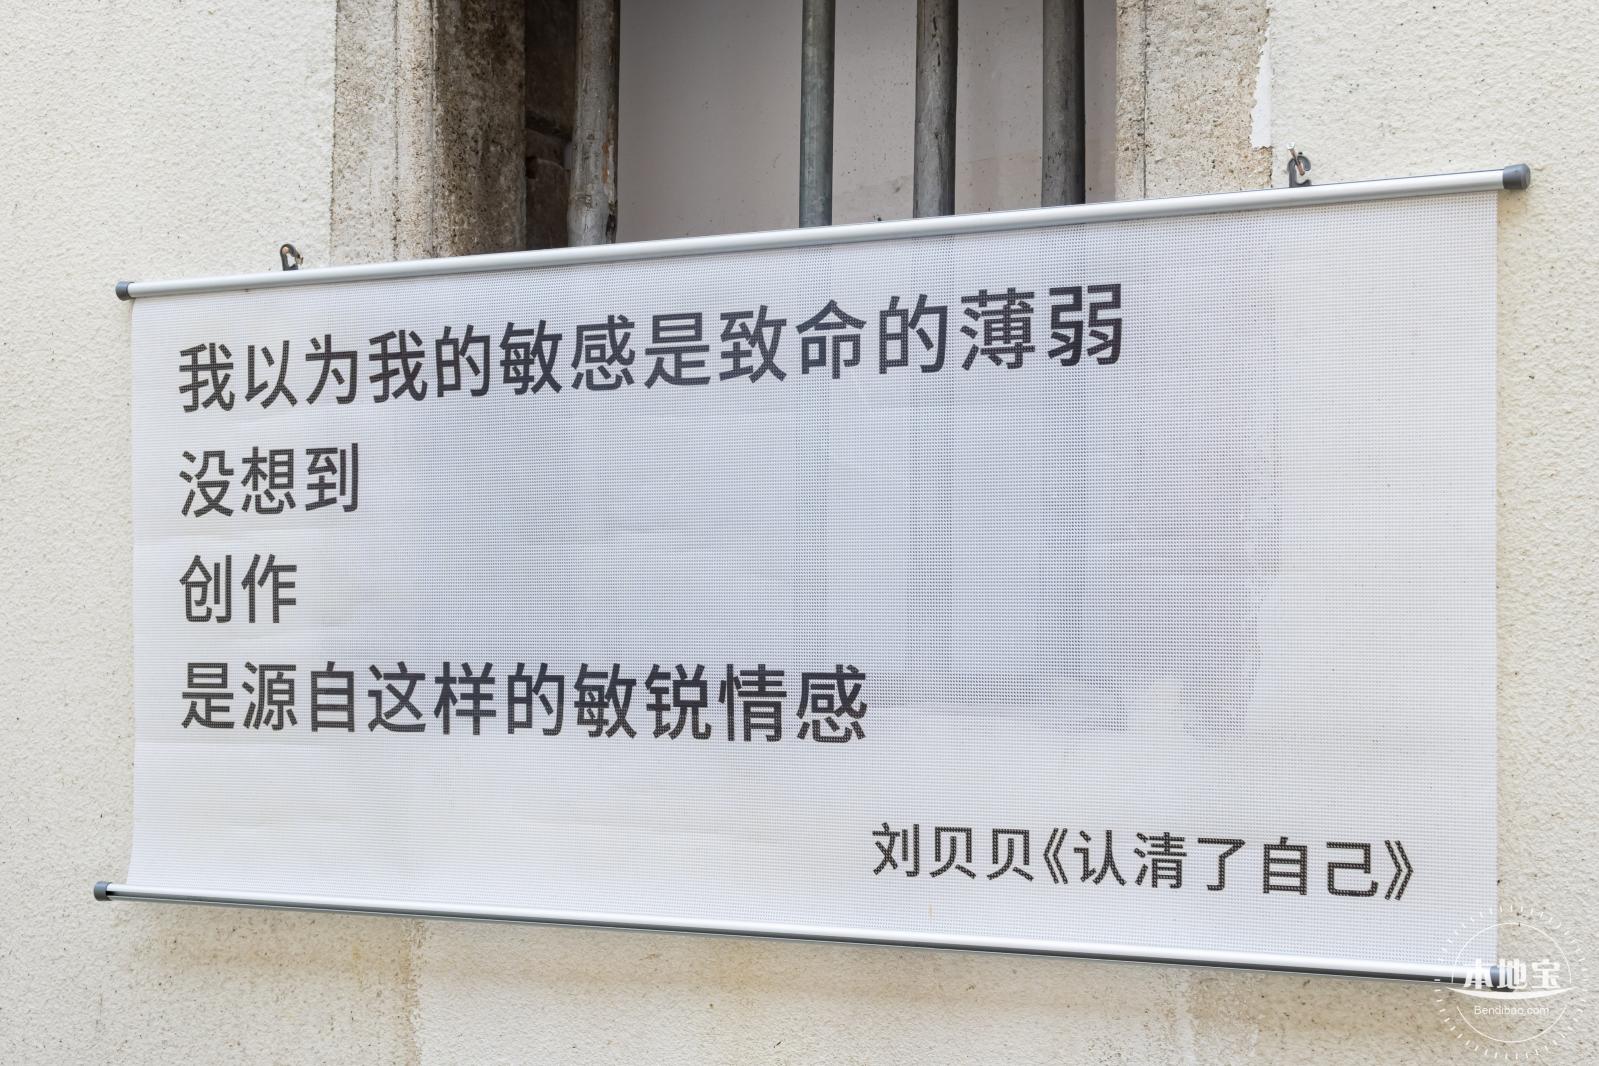 我以为我的敏感是致命的薄弱
没想到
创作
是源自这样的敏锐情感
刘贝贝《认清了自己》
本地宝
Bendibao.com